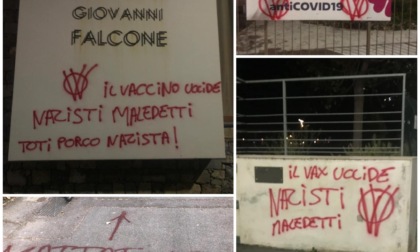 GIOVANNI
FALCONE
IL VACCINO UCCIDE
NAZISTI MALEDETTI
TOTI PORCO NAZISTA!
antiCOVID19
IL VAX UCCIDE
NAZISTI
MALEDETTI